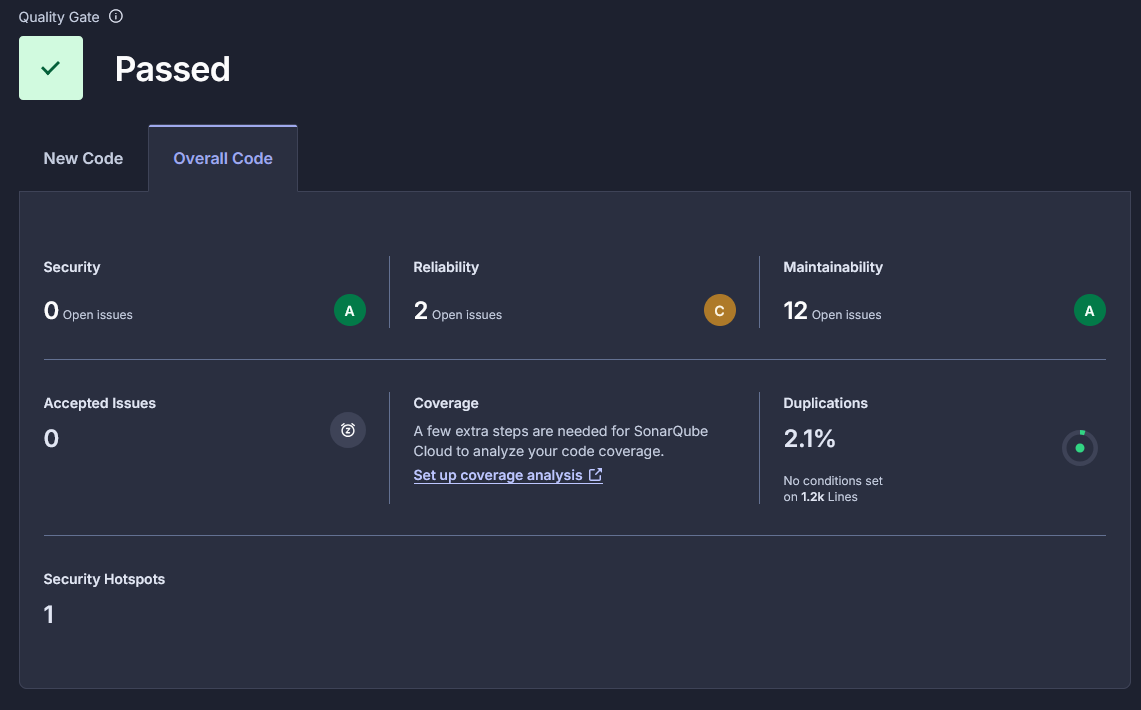 Quality Gate
Passed
New Code
Overall Code
Security
0 Open issues
A
Reliability
2 Open issues
C
Maintainability
12 Open issues
A
Accepted Issues
0
z
Coverage
A few extra steps are needed for SonarQube
Cloud to analyze your code coverage.
Set up coverage analysis
Duplications
2.1%
No conditions set
on 1.2k Lines
Security Hotspots
1